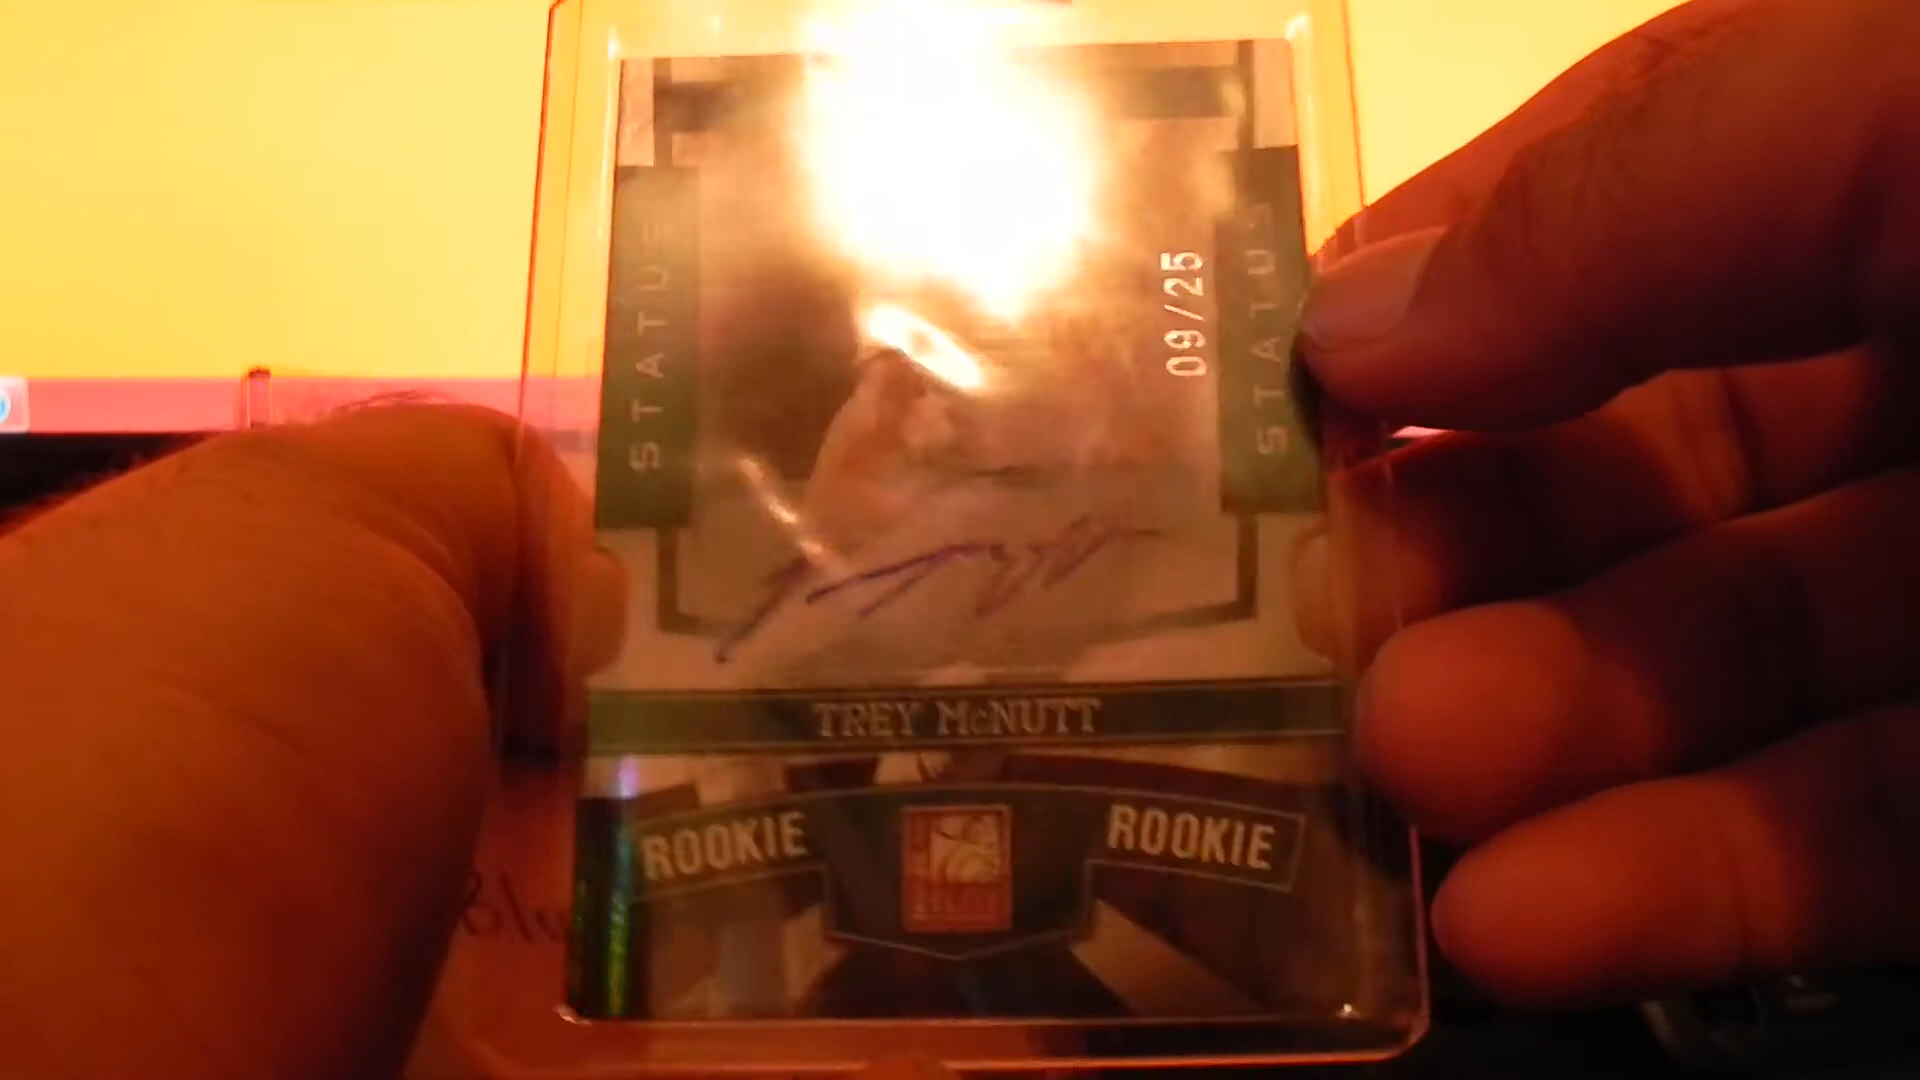 STATUS
09/25
STATUS
TREY McNUTT
ROOKIE
ROOKIE